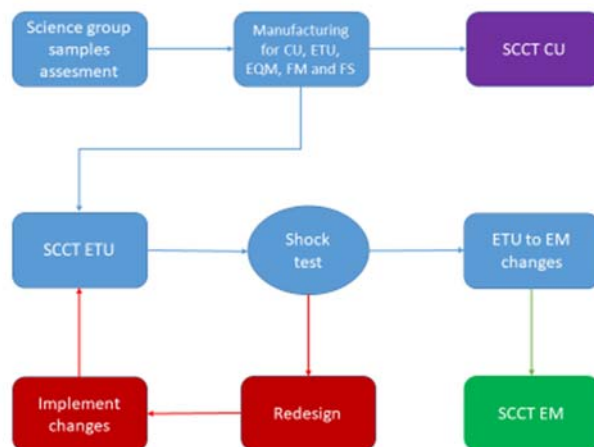 Science group
samples
assesment
Manufacturing
for CU, ETU,
EQM, FM and FS
SCCT CU
SCCT ETU
Shock
test
ETU to EM
changes
Implement
changes
Redesign
SCCT EM